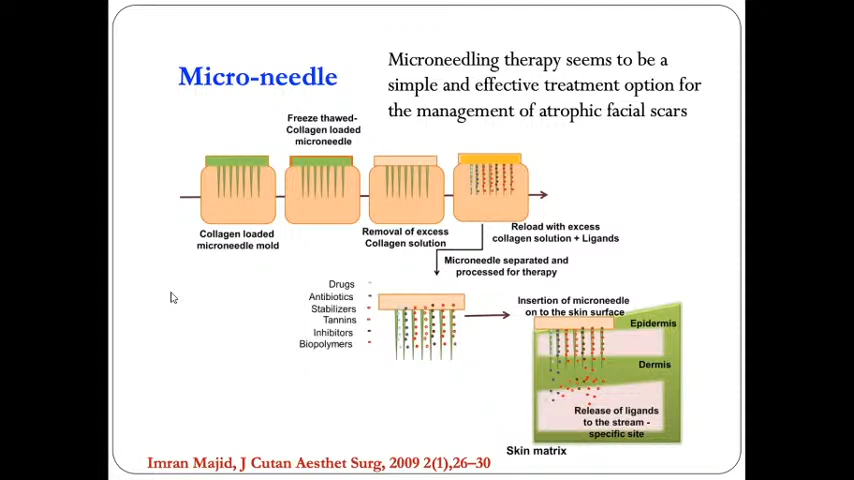 Micro-needle
Microneedling therapy seems to be a
simple and effective treatment option for
the management of atrophic facial scars
Freeze thawed-
Collagen loaded
microneedle
Collagen loaded
microneedle mold
Removal of excess
Collagen solution
Reload with excess
collagen solution + Ligands
Microneedle separated and
processed for therapy
Drugs
Antibiotics
Stabilizers
Tannins
Inhibitors
Biopolymers
Insertion of microneedle
on to the skin surface
Epidermis
Dermis
Release of ligands
to the stream -
specific site
Skin matrix
Imran Majid, J Cutan Aesthet Surg, 2009 2(1),26–30